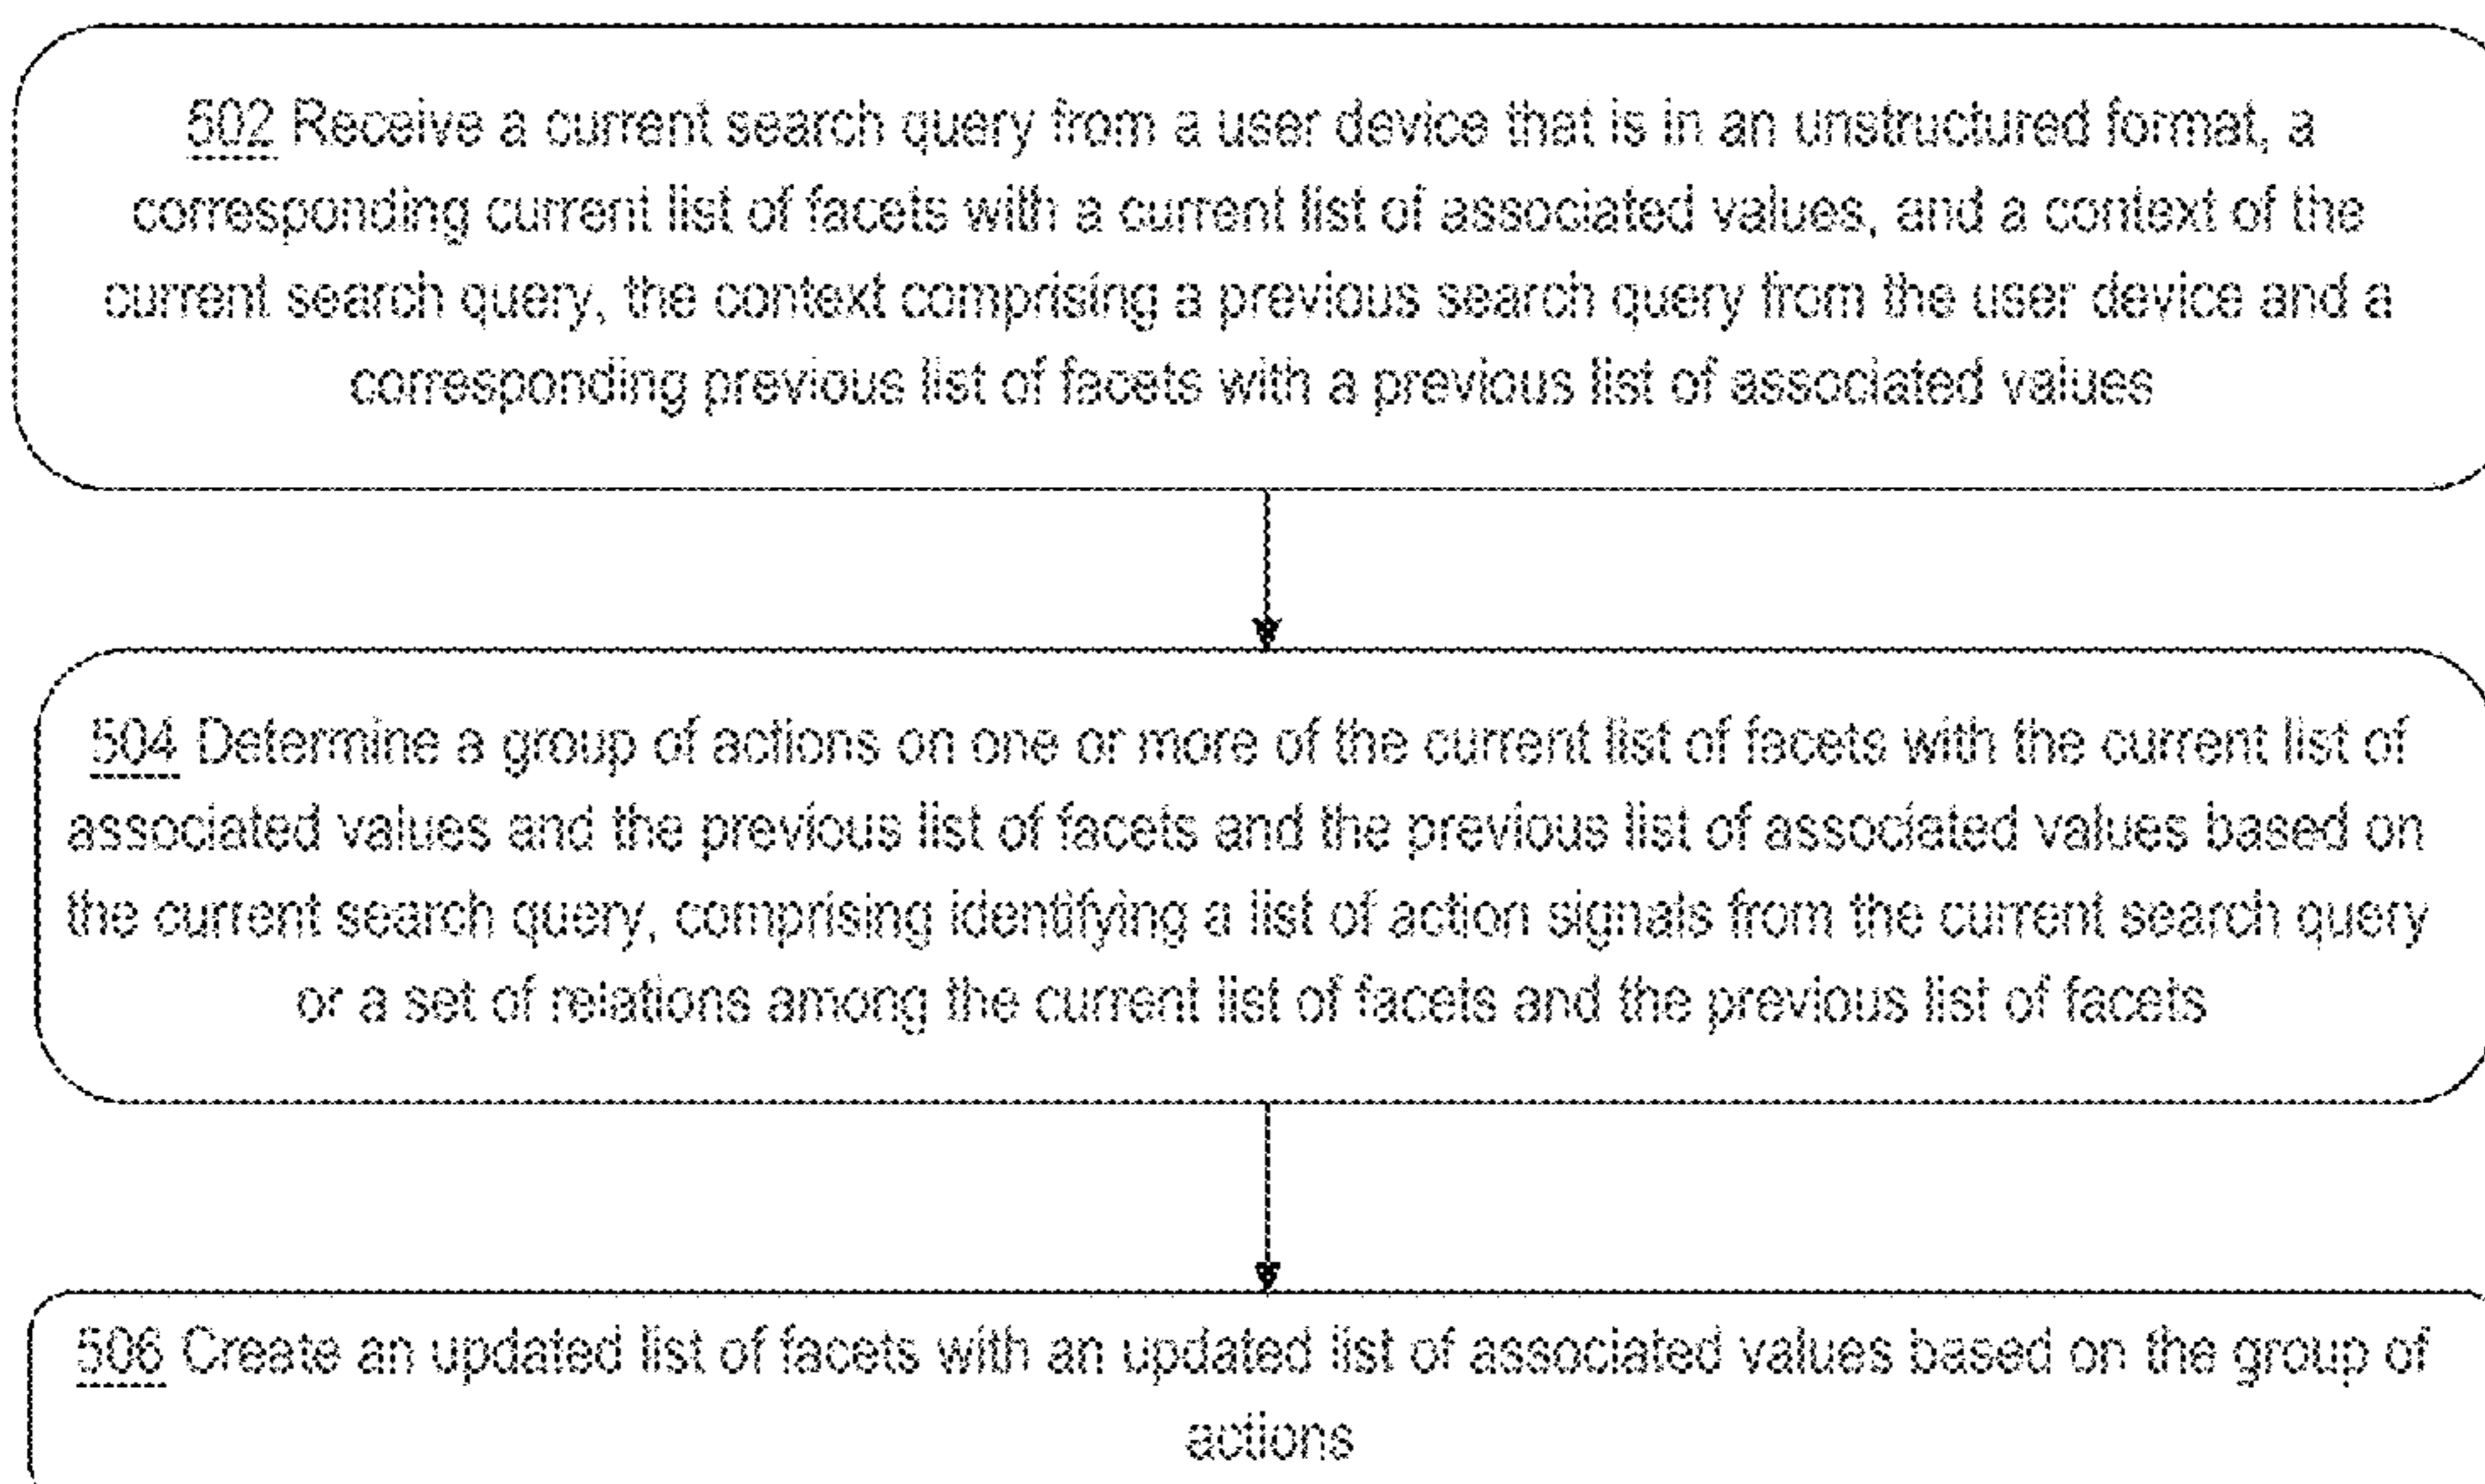 502 Receive a current search query from a user device that is in an unstructured format, a
corresponding current list of facets with a current list of associated values, and a context of the
current search query, the context comprising a previous search query from the user device and a
corresponding previous list of facets with a previous list of associated values
504 Determine a group of actions on one or more of the current list of facets with the current list of
associated values and the previous list of facets and the previous list of associated values based on
the current search query, comprising identifying a list of action signals from the current search query
or a set of relations among the current list of facets and the previous list of facets
506 Create an updated list of facets with an updated list of associated values based on the group of
actions